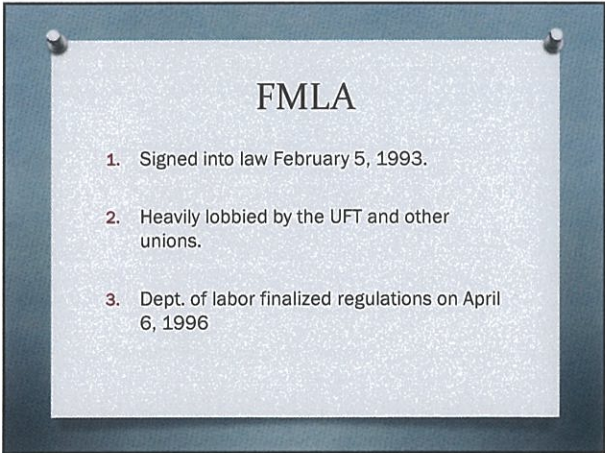 FMLA
1. Signed into law February 5, 1993.
2. Heavily lobbied by the UFT and other
unions.
3. Dept. of labor finalized regulations on April
6, 1996